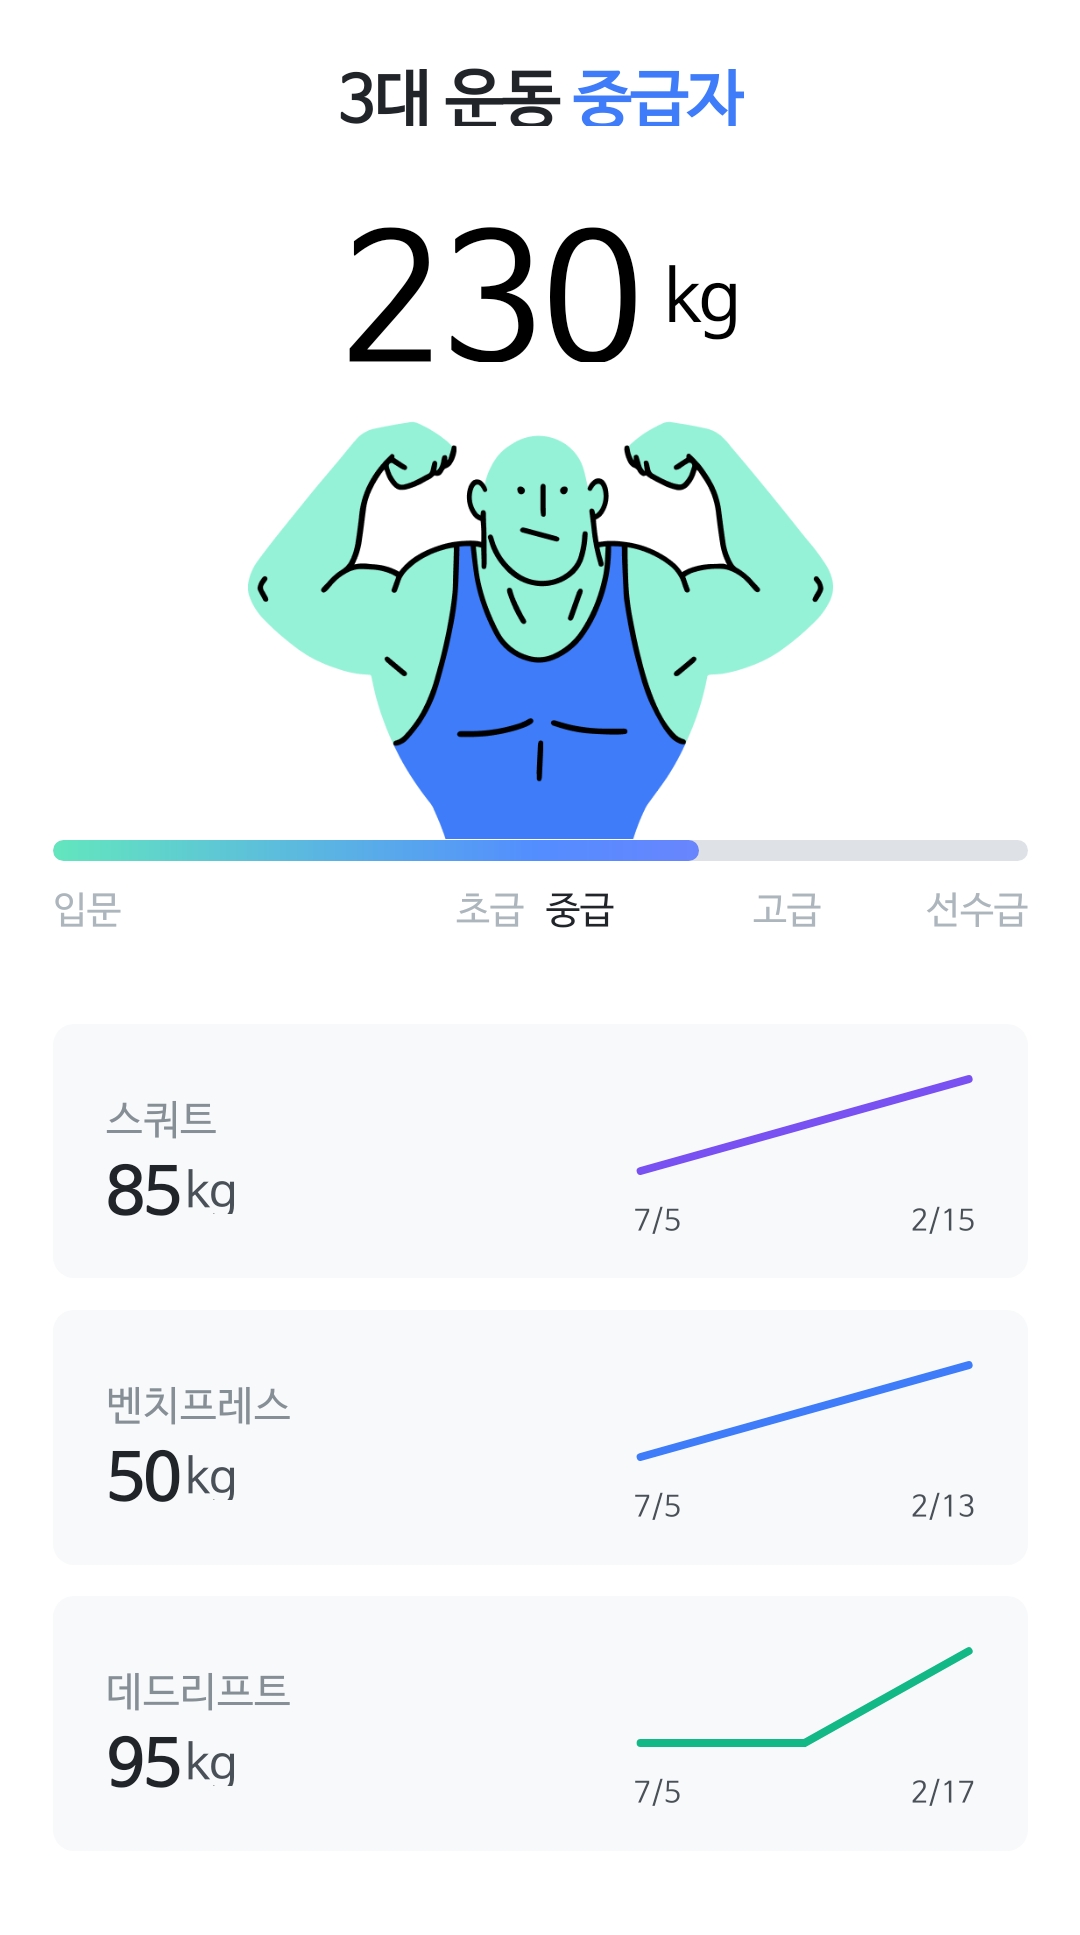 3대 운동 중급자
230 kg
입문 초급 중급 고급 선수급
스쿼트
85kg
7/5 2/15
벤치프레스
50kg
7/5 2/13
데드리프트
95kg
7/5 2/17